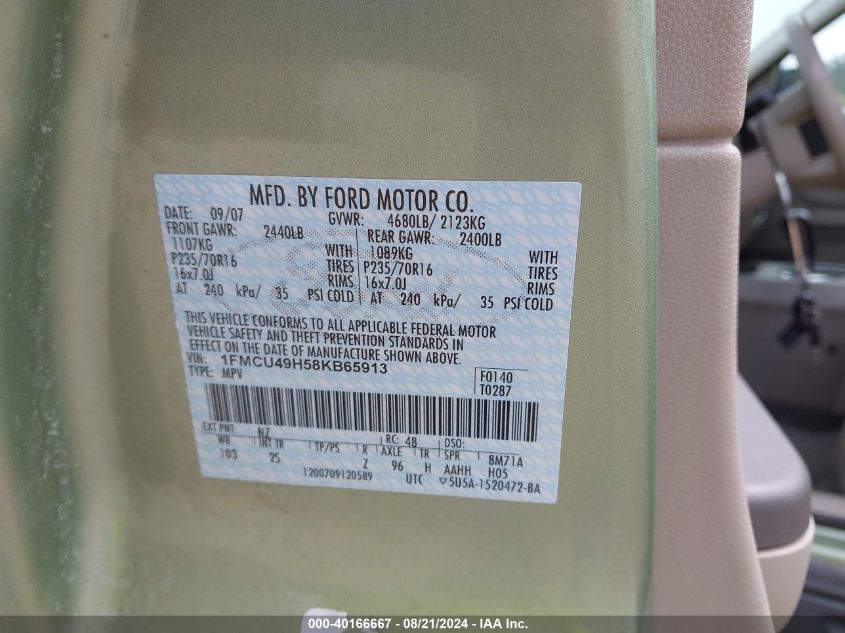 MFD. BY FORD MOTOR CO.
DATE: 09/07 GVWR: 4680LB/ 2123KG
FRONT GAWR: 2440LB REAR GAWR: 2400LB
1107KG WITH 1089KG WITH
P235/70R16 TIRES P235/70R16 TIRES
16x7.0J RIMS 16x7.0J RIMS
AT 240 kPa/ 35 PSI COLD AT 240 kPa/ 35 PSI COLD
THIS VEHICLE CONFORMS TO ALL APPLICABLE FEDERAL MOTOR
VEHICLE SAFETY AND THEFT PREVENTION STANDARDS
IN EFFECT ON THE DATE OF MANUFACTURE SHOWN ABOVE.
VIN: 1FMCU49H58KB65913
TYPE: MPV F0140
T0287
EXT PNT: NZ RC: 48 DSO:
WB INT TR TP/PS R AXLE TR SPR 8M71A
103 25 Z 96 H AAHH H0S
1200709120589 UTC ▽5U5A-1520472-BA
000-40166667 - 08/21/2024 - IAAI Inc.